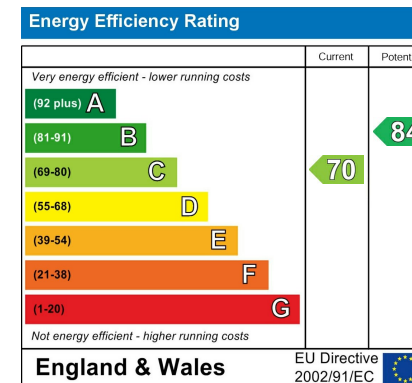 Energy Efficiency Rating
Current Potent
Very energy efficient - lower running costs
(92 plus) A
(81-91) B
84
(69-80) C
70
(55-68) D
(39-54) E
(21-38) F
(1-20) G
Not energy efficient - higher running costs
England & Wales
EU Directive
2002/91/EC